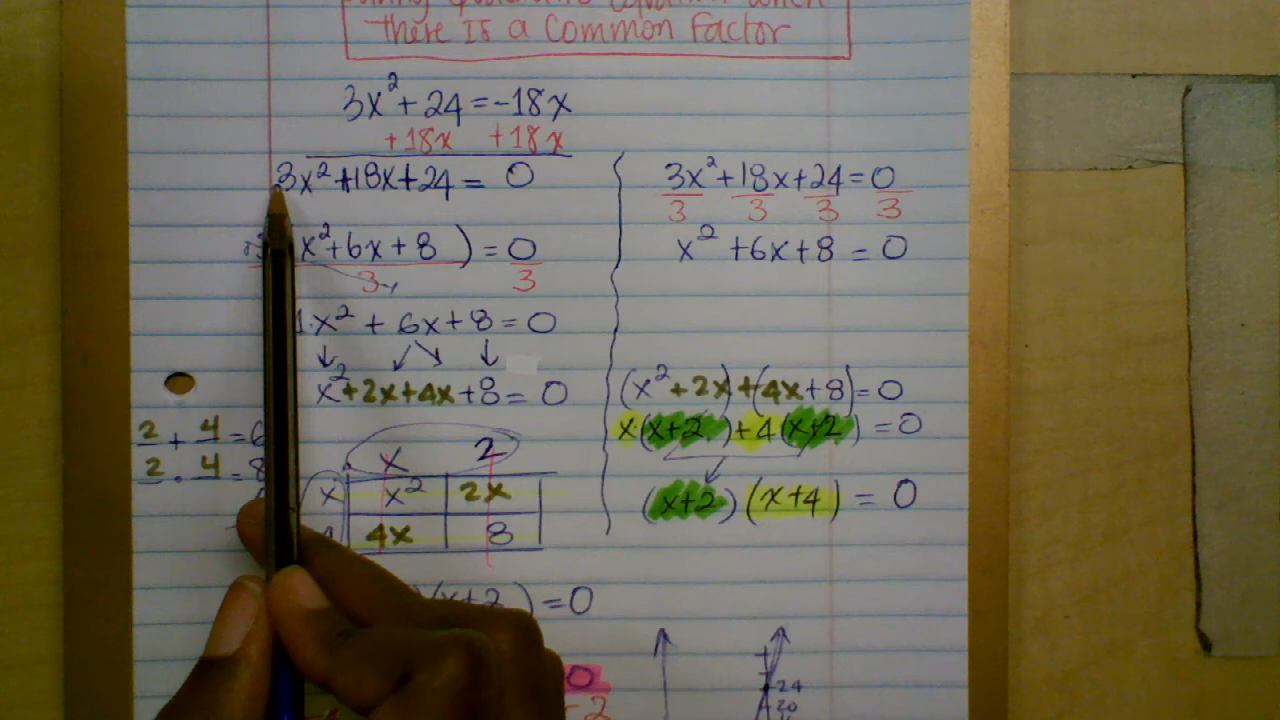 there Is a Common Factor
3x² + 24 = -18x
+18x +18x
3x² + 18x + 24 = 0
(x² + 6x + 8) = 0
3 3
1·x² + 6x + 8 = 0
x² + 2x + 4x + 8 = 0
2 + 4 = 6
2 · 4 = 8
x 2
x x² 2x
4x 8
(x+2) = 0
3x² + 18x + 24 = 0
3 3 3 3
x² + 6x + 8 = 0
(x² + 2x) + (4x + 8) = 0
x(x+2) + 4(x+2) = 0
(x+2)(x+4) = 0
24
20